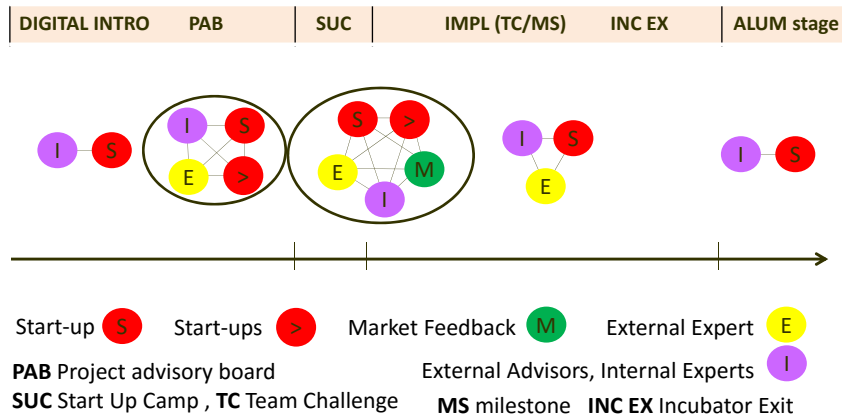 DIGITAL INTRO PAB SUC IMPL (TC/MS) INC EX ALUM stage
I S
I S E >
S > E M I
I S E
I S
Start-up S Start-ups > Market Feedback M External Expert E
PAB Project advisory board External Advisors, Internal Experts I
SUC Start Up Camp , TC Team Challenge MS milestone INC EX Incubator Exit